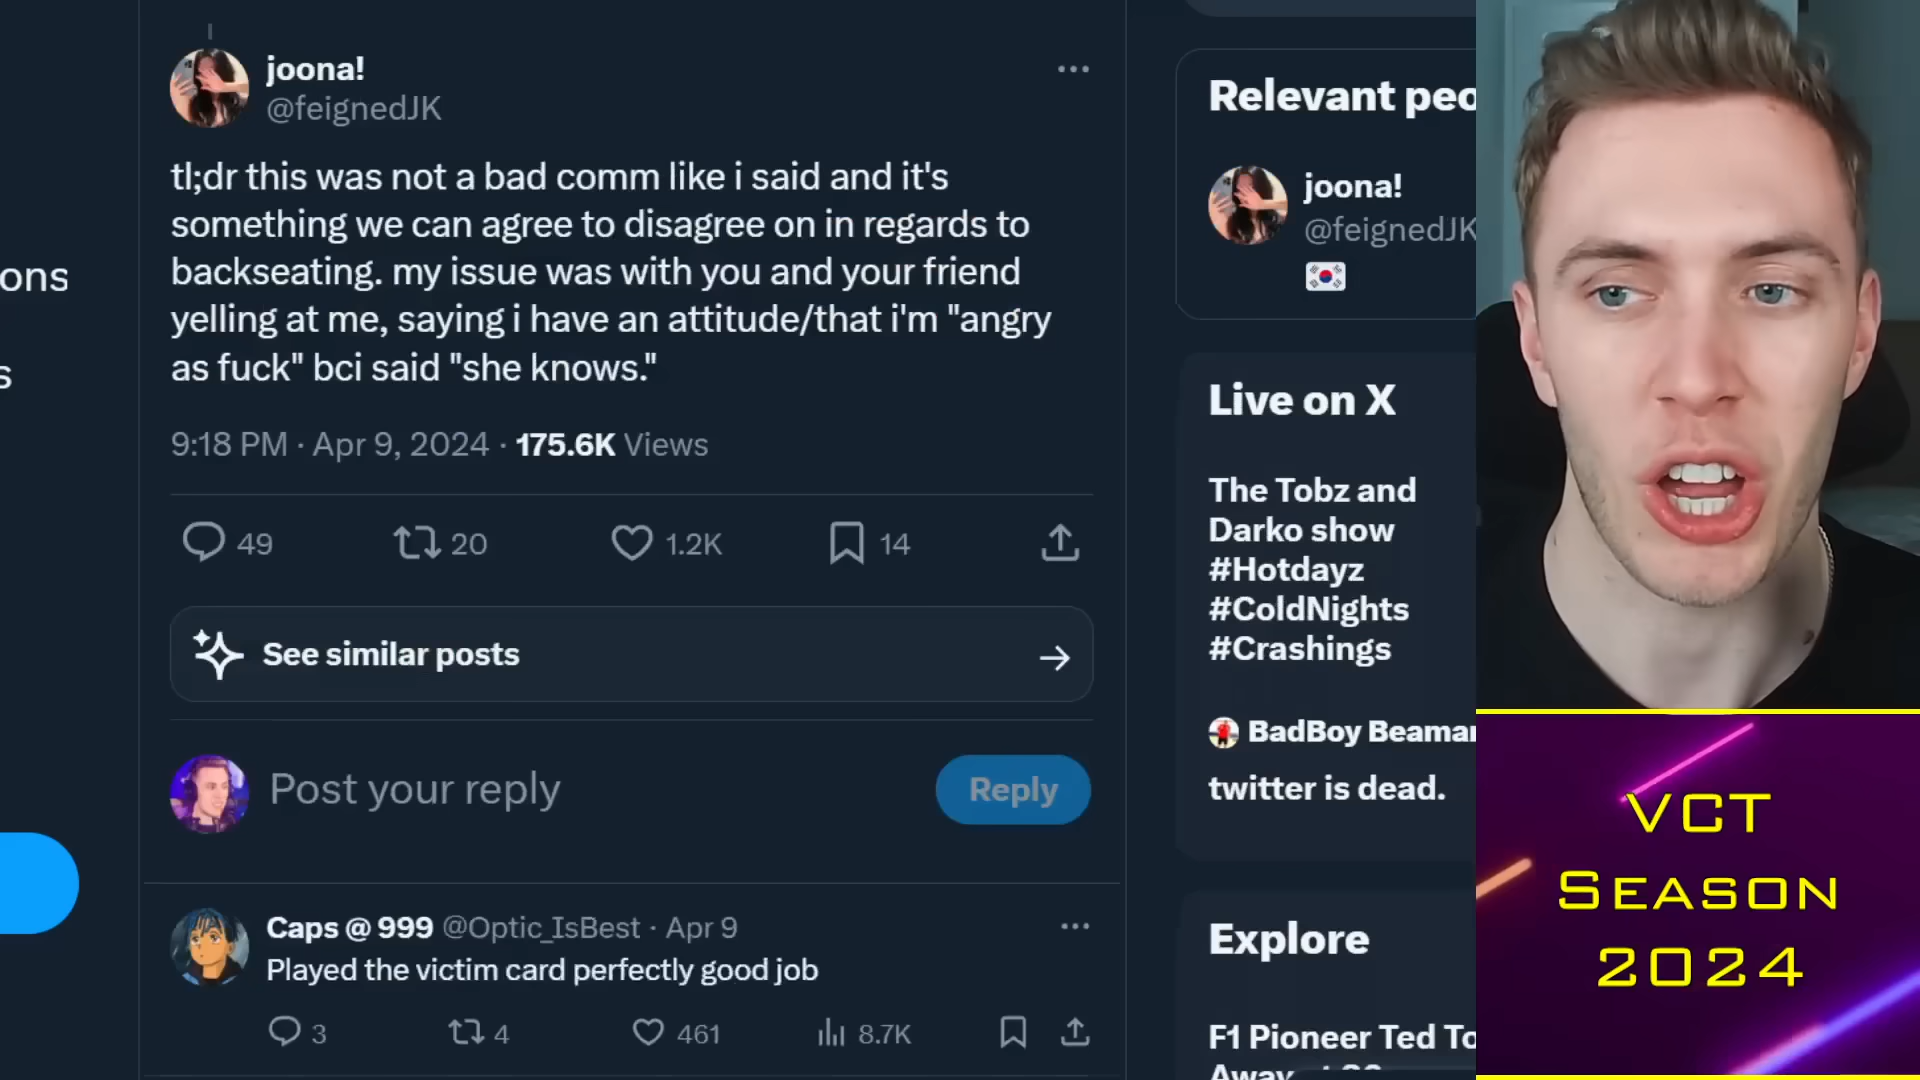 joona!
@feignedJK
tl;dr this was not a bad comm like i said and it's
something we can agree to disagree on in regards to
backseating. my issue was with you and your friend
yelling at me, saying i have an attitude/that i'm "angry
as fuck" bci said "she knows."
9:18 PM · Apr 9, 2024 · 175.6K Views
49 20 1.2K 14
See similar posts
Post your reply
Reply
Caps @ 999 @Optic_IsBest · Apr 9
Played the victim card perfectly good job
3 4 461 8.7K
ons
s
Relevant peo
joona!
@feignedJK
Live on X
The Tobz and
Darko show
#Hotdayz
#ColdNights
#Crashings
BadBoy Beaman
twitter is dead.
Explore
F1 Pioneer Ted To
VCT
SEASON
2024